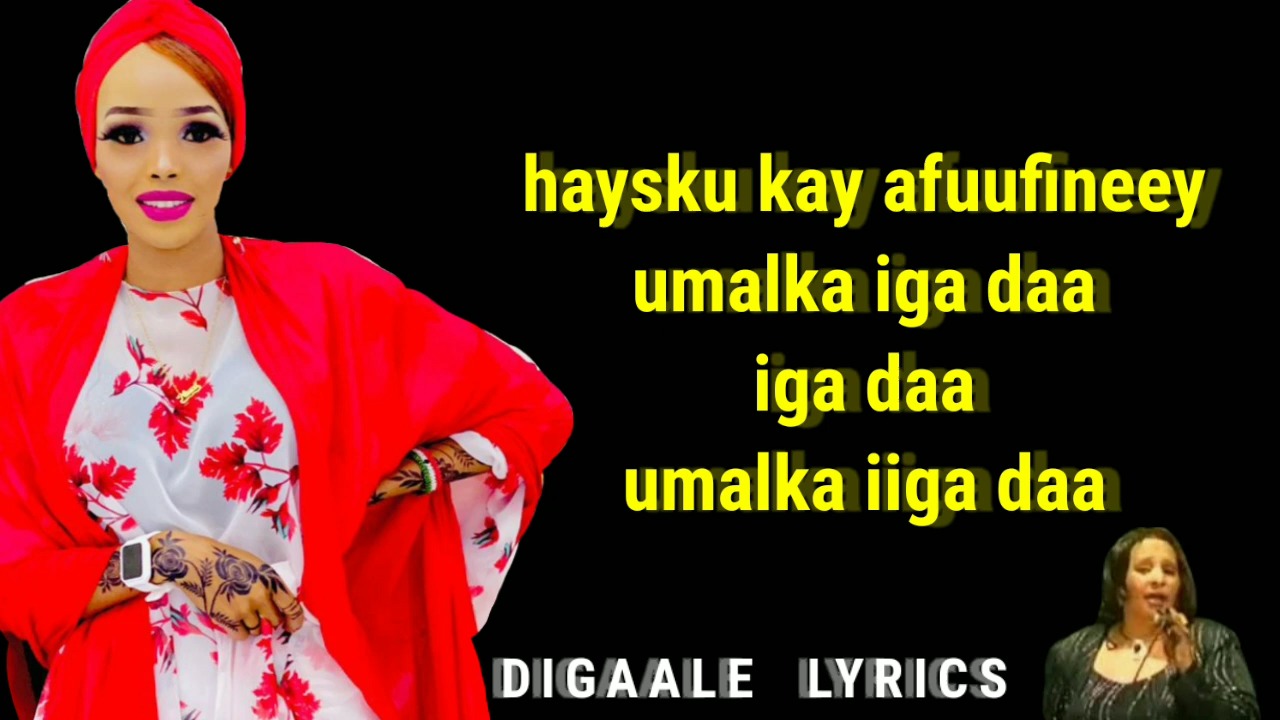 haysku kay afuufineey
umalka iga daa
iga daa
umalka iiga daa
DIGAALE LYRICS